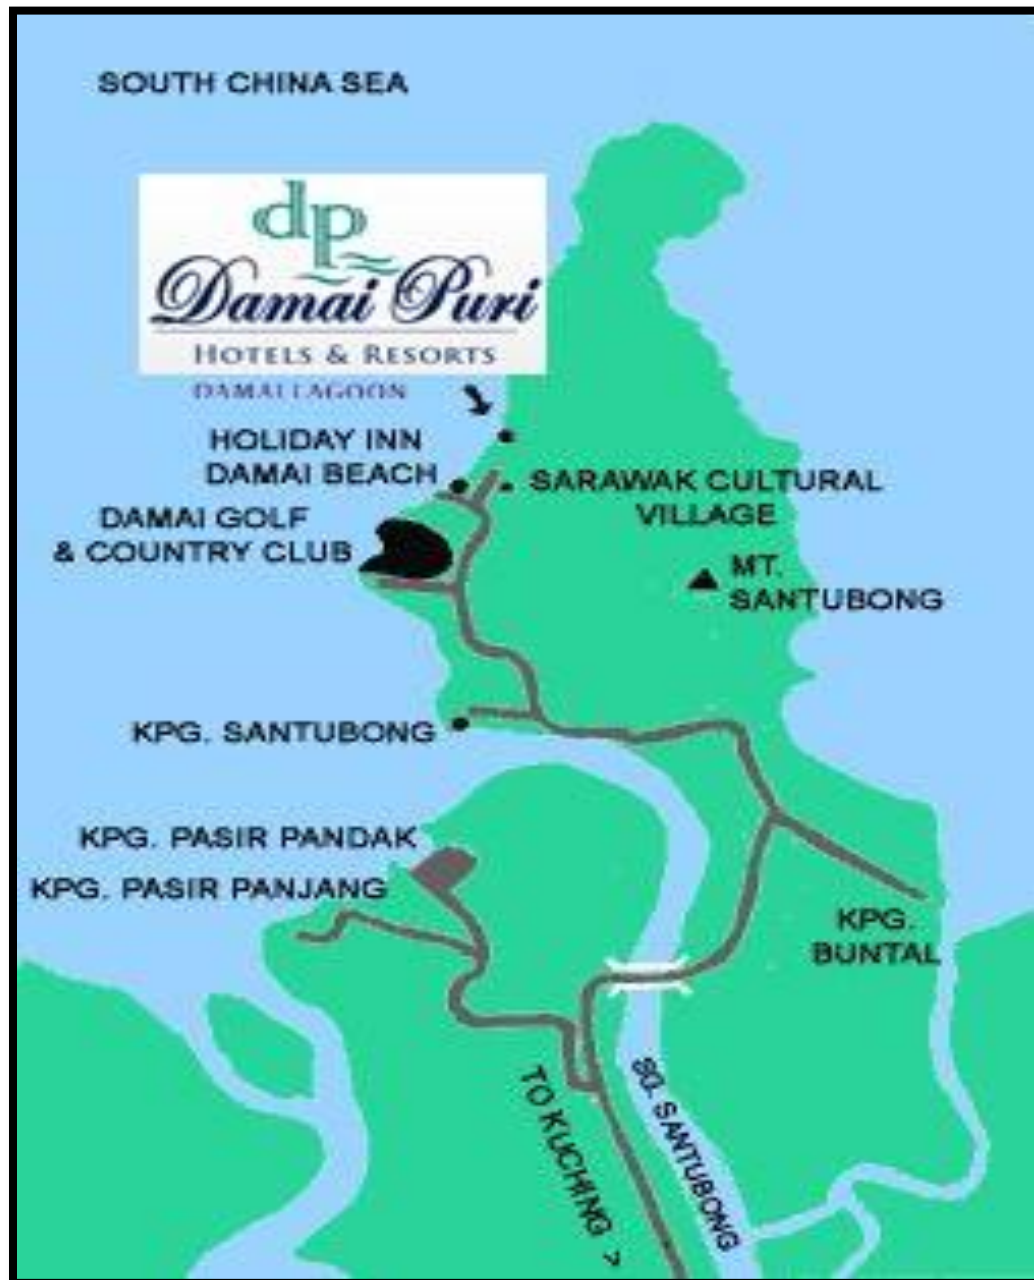 SOUTH CHINA SEA
dp
Damai Puri
HOTELS & RESORTS
DAMAI LAGOON
HOLIDAY INN
DAMAI BEACH
SARAWAK CULTURAL
VILLAGE
DAMAI GOLF
& COUNTRY CLUB
MT.
SANTUBONG
KPG. SANTUBONG
KPG. PASIR PANDAK
KPG. PASIR PANJANG
KPG.
BUNTAL
TO KUCHING >
SG. SANTUBONG